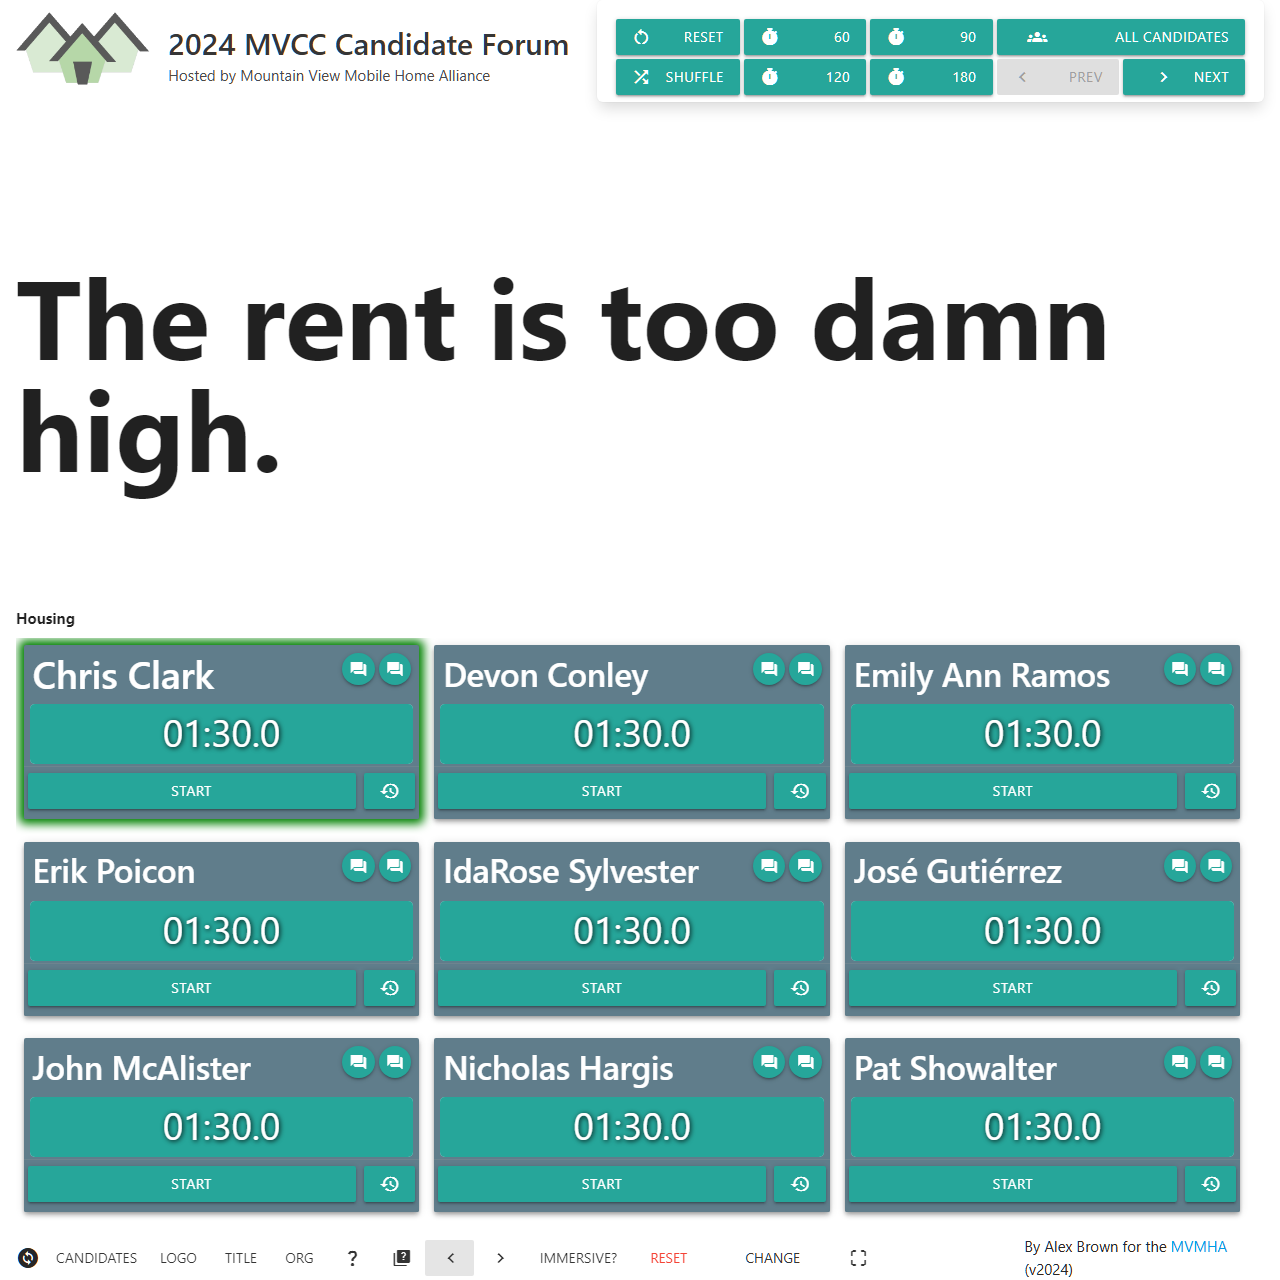 2024 MVCC Candidate Forum
Hosted by Mountain View Mobile Home Alliance
RESET 60 90 ALL CANDIDATES
SHUFFLE 120 180 PREV NEXT
The rent is too damn
high.
Housing
Chris Clark Devon Conley Emily Ann Ramos
01:30.0 01:30.0 01:30.0
START START START
Erik Poicon IdaRose Sylvester José Gutiérrez
01:30.0 01:30.0 01:30.0
START START START
John McAlister Nicholas Hargis Pat Showalter
01:30.0 01:30.0 01:30.0
START START START
CANDIDATES LOGO TITLE ORG ? IMMERSIVE? RESET CHANGE
By Alex Brown for the MVMHA
(v2024)